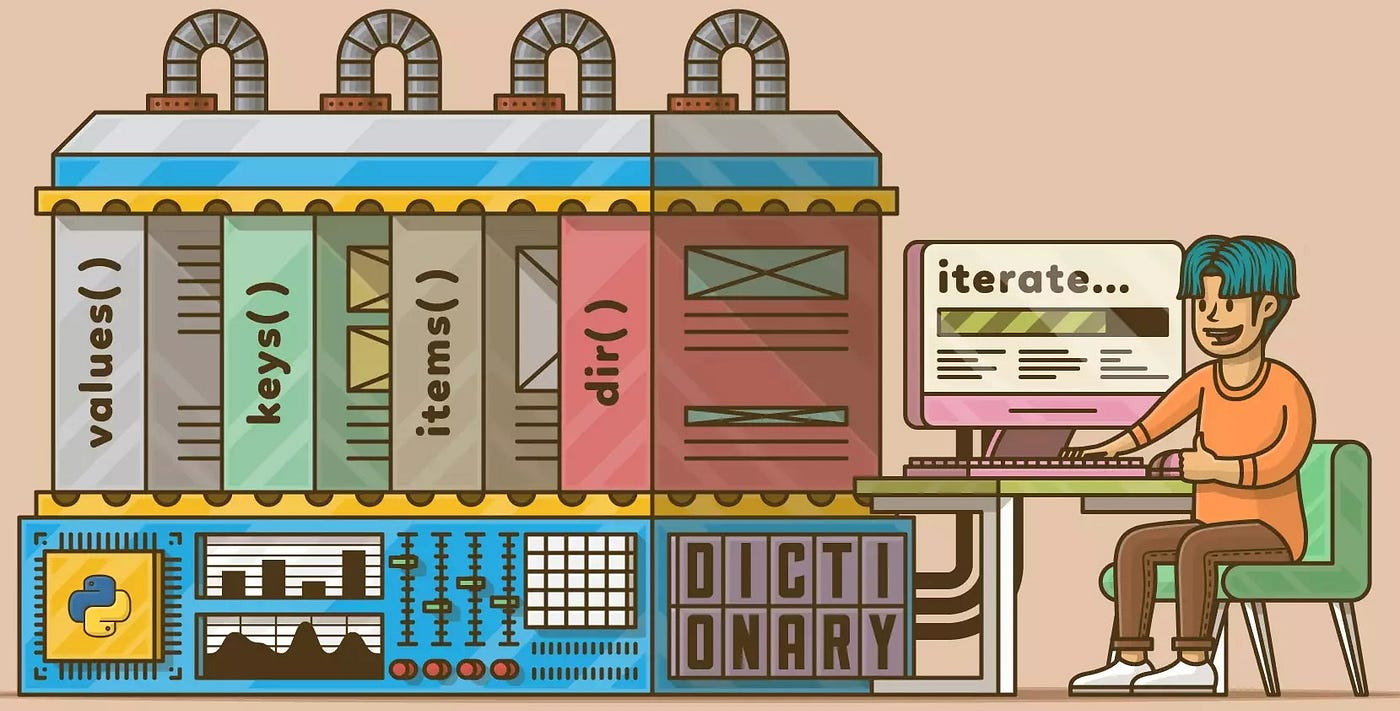 values()
keys()
items()
dir()
iterate...
DICTI
ONARY